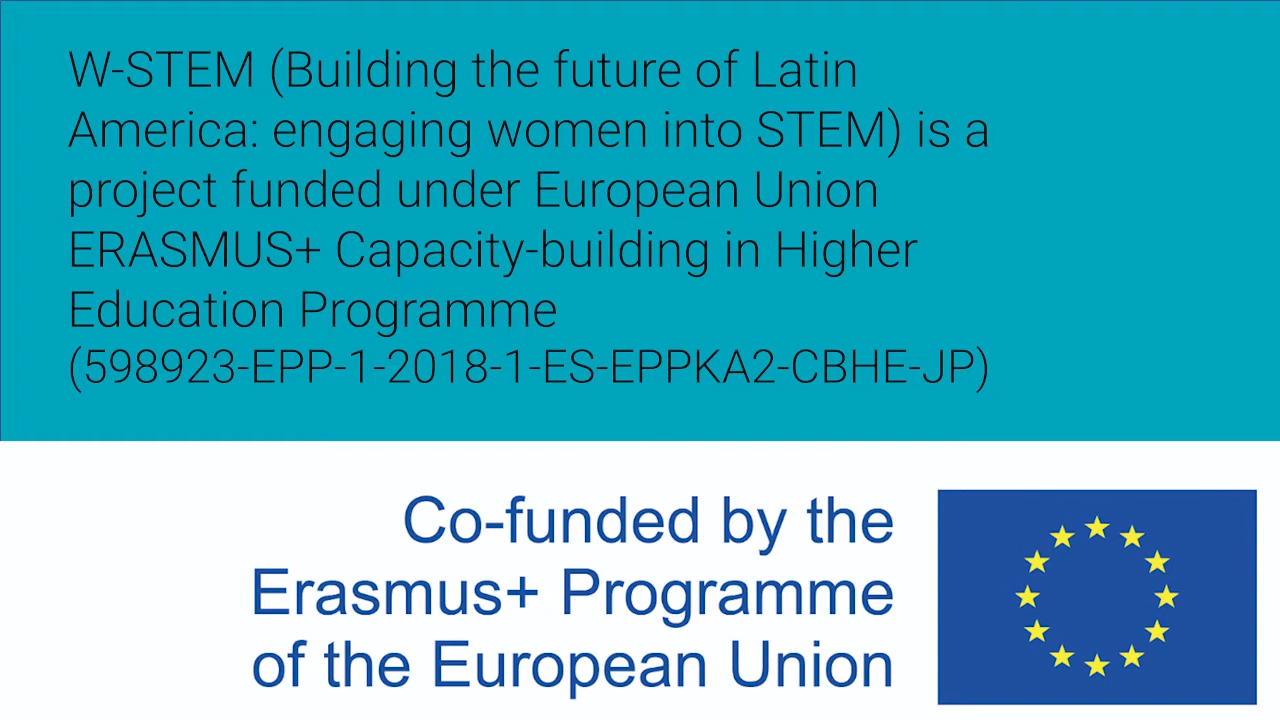 W-STEM (Building the future of Latin
America: engaging women into STEM) is a
project funded under European Union
ERASMUS+ Capacity-building in Higher
Education Programme
(598923-EPP-1-2018-1-ES-EPPKA2-CBHE-JP)
Co-funded by the
Erasmus+ Programme
of the European Union